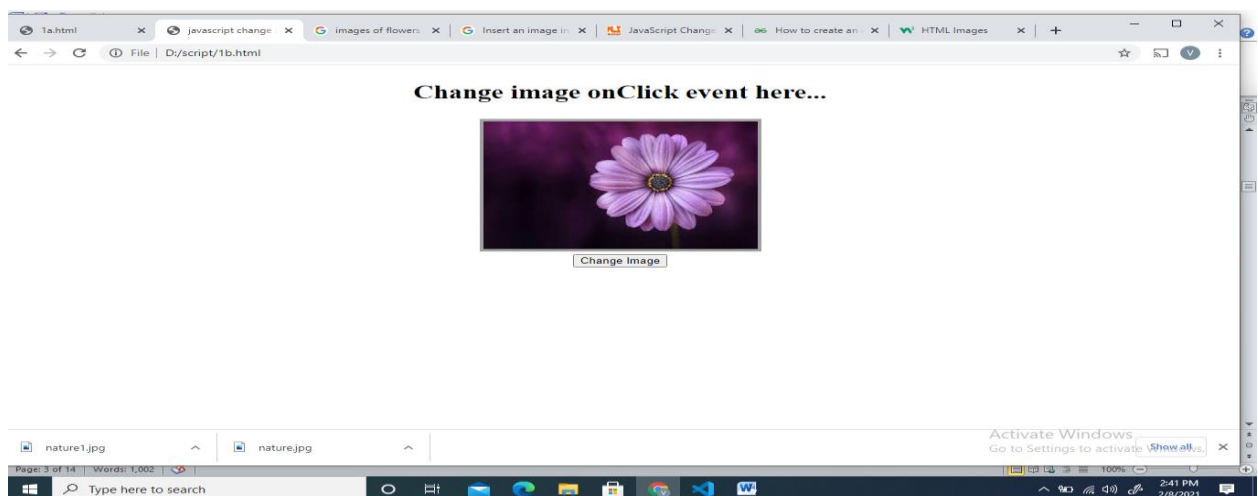 1a.html
javascript change
images of flowers
Insert an image in
JavaScript Change
How to create an
HTML Images
File | D:/script/1b.html
V
Change image onClick event here...
Change Image
Activate Windows
Go to Settings to activate Windows.
nature1.jpg
nature.jpg
Show all
Page: 3 of 14 | Words: 1,002
100%
Type here to search
2:41 PM
2/8/2021